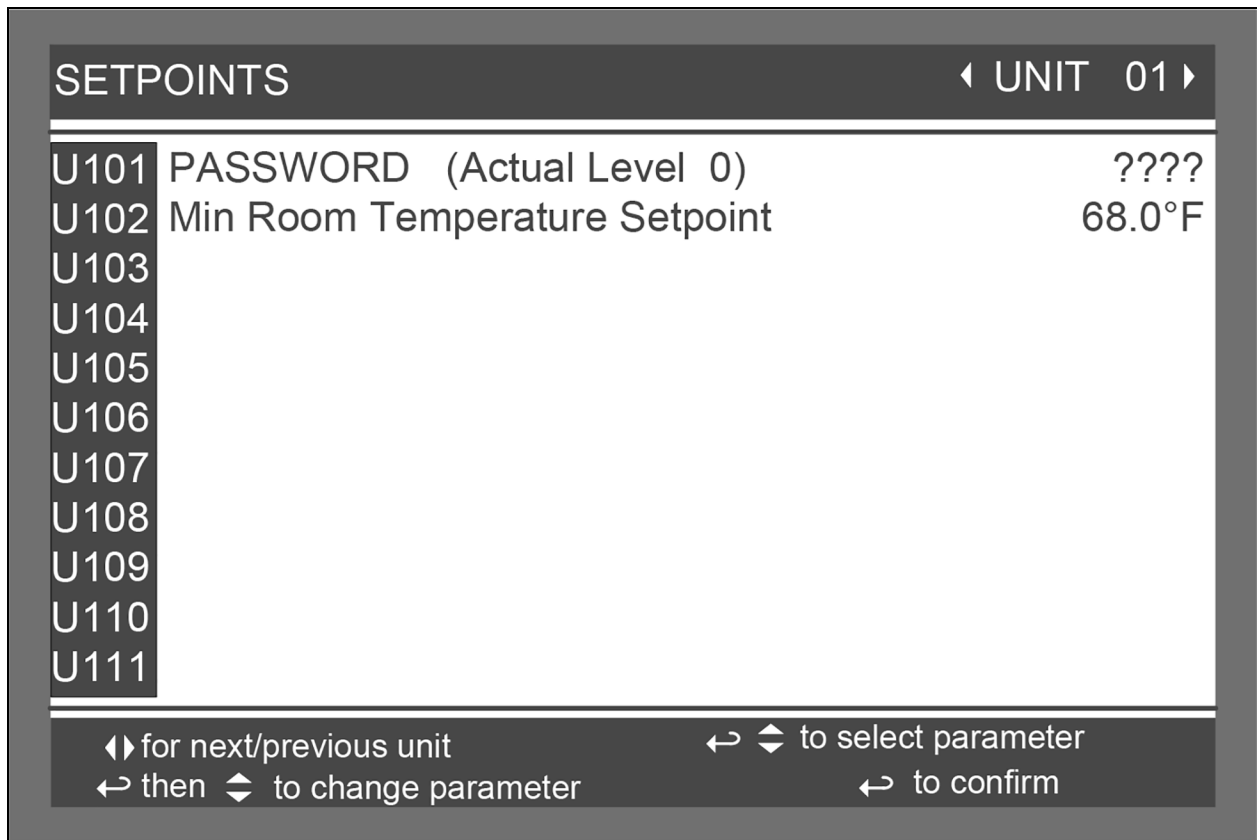 SETPOINTS UNIT 01
U101 PASSWORD (Actual Level 0) ????
U102 Min Room Temperature Setpoint 68.0°F
U103
U104
U105
U106
U107
U108
U109
U110
U111
for next/previous unit to select parameter
then to change parameter to confirm